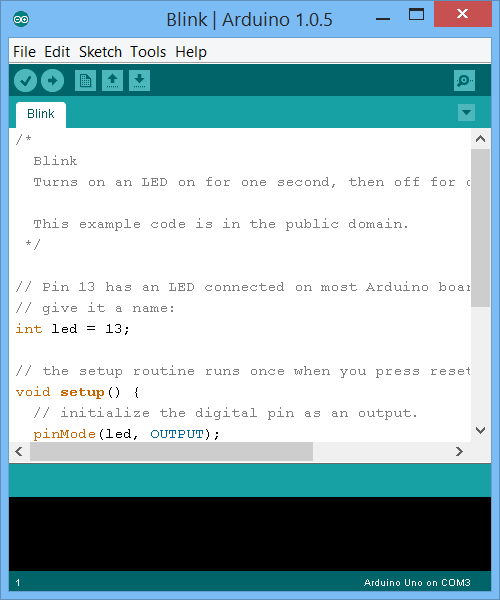 Blink | Arduino 1.0.5
File Edit Sketch Tools Help
Blink
/*
  Blink
  Turns on an LED on for one second, then off for

  This example code is in the public domain.
 */

// Pin 13 has an LED connected on most Arduino boar
// give it a name:
int led = 13;

// the setup routine runs once when you press reset
void setup() {
  // initialize the digital pin as an output.
  pinMode(led, OUTPUT);
1
Arduino Uno on COM3